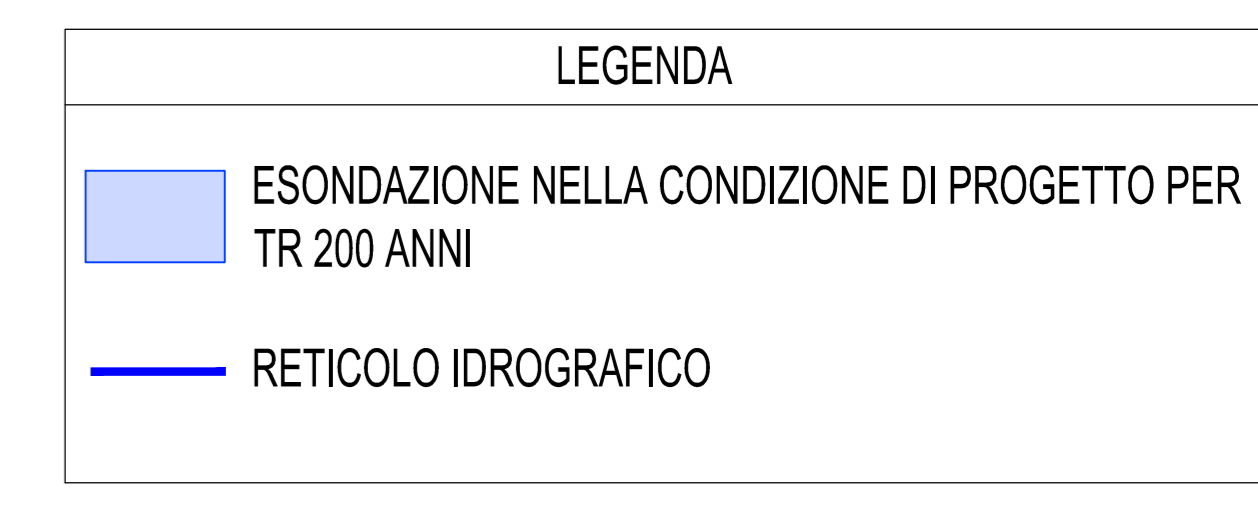 LEGENDA
ESONDAZIONE NELLA CONDIZIONE DI PROGETTO PER
TR 200 ANNI
RETICOLO IDROGRAFICO